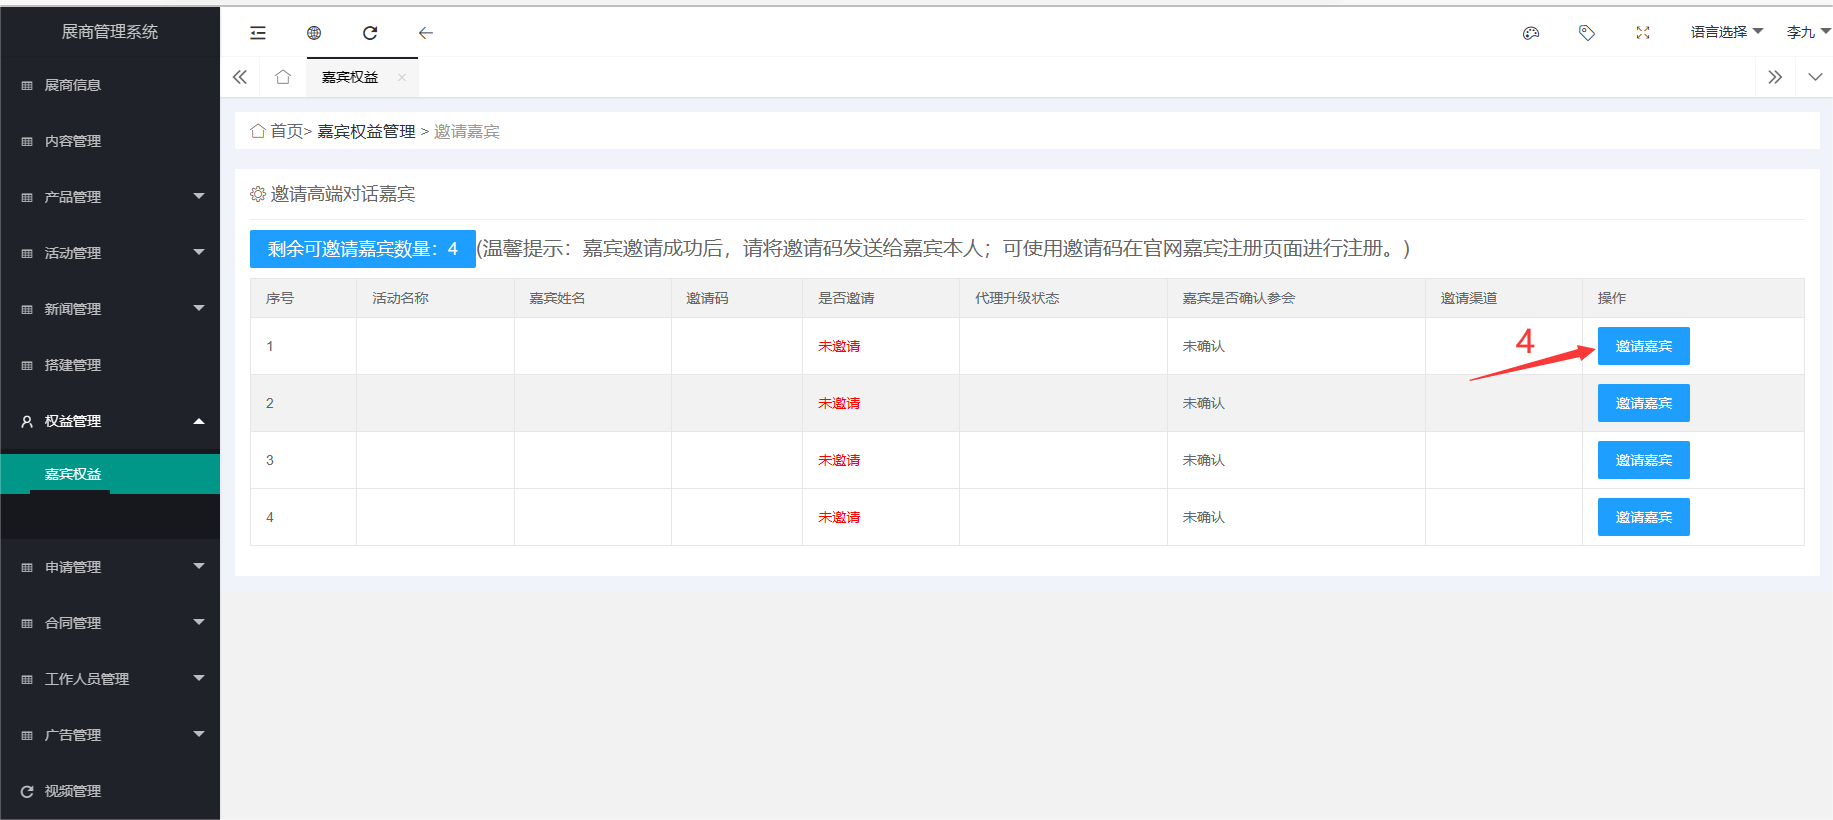 展商管理系统
语言选择
李九
展商信息
内容管理
产品管理
活动管理
新闻管理
搭建管理
权益管理
嘉宾权益
申请管理
合同管理
工作人员管理
广告管理
视频管理
嘉宾权益
首页> 嘉宾权益管理 > 邀请嘉宾
邀请高端对话嘉宾
剩余可邀请嘉宾数量：4 (温馨提示：嘉宾邀请成功后，请将邀请码发送给嘉宾本人；可使用邀请码在官网嘉宾注册页面进行注册。)
序号 活动名称 嘉宾姓名 邀请码 是否邀请 代理升级状态 嘉宾是否确认参会 邀请渠道 操作
1 未邀请 未确认 4 邀请嘉宾
2 未邀请 未确认 邀请嘉宾
3 未邀请 未确认 邀请嘉宾
4 未邀请 未确认 邀请嘉宾